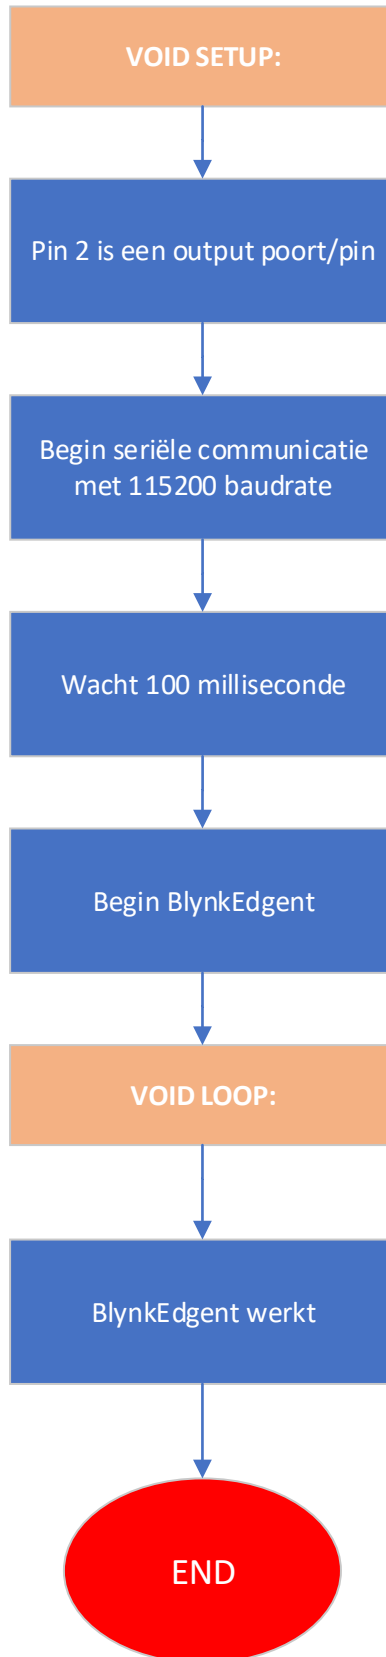 VOID SETUP:
Pin 2 is een output poort/pin
Begin seriële communicatie
met 115200 baudrate
Wacht 100 milliseconde
Begin BlynkEdgent
VOID LOOP:
BlynkEdgent werkt
END